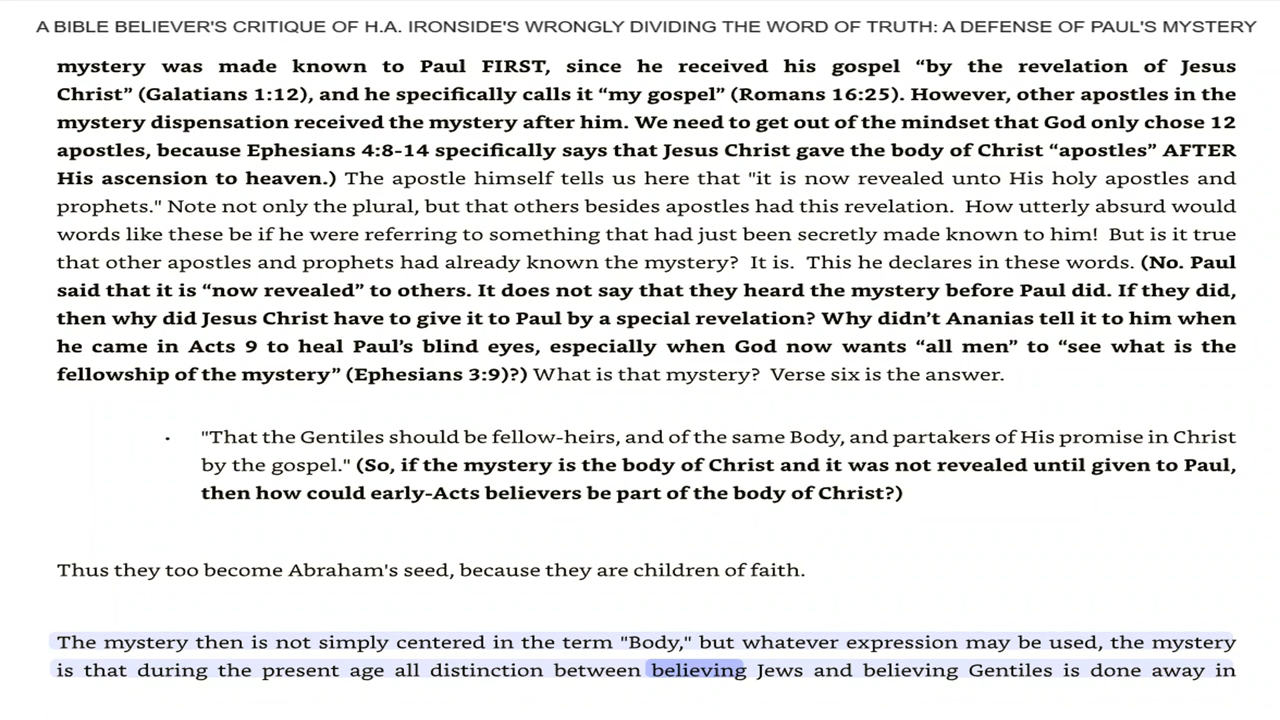 A BIBLE BELIEVER'S CRITIQUE OF H.A. IRONSIDE'S WRONGLY DIVIDING THE WORD OF TRUTH: A DEFENSE OF PAUL'S MYSTERY
mystery was made known to Paul FIRST, since he received his gospel “by the revelation of Jesus
Christ” (Galatians 1:12), and he specifically calls it “my gospel” (Romans 16:25). However, other apostles in the
mystery dispensation received the mystery after him. We need to get out of the mindset that God only chose 12
apostles, because Ephesians 4:8-14 specifically says that Jesus Christ gave the body of Christ “apostles” AFTER
His ascension to heaven.) The apostle himself tells us here that "it is now revealed unto His holy apostles and
prophets." Note not only the plural, but that others besides apostles had this revelation. How utterly absurd would
words like these be if he were referring to something that had just been secretly made known to him! But is it true
that other apostles and prophets had already known the mystery? It is. This he declares in these words. (No. Paul
said that it is “now revealed” to others. It does not say that they heard the mystery before Paul did. If they did,
then why did Jesus Christ have to give it to Paul by a special revelation? Why didn’t Ananias tell it to him when
he came in Acts 9 to heal Paul’s blind eyes, especially when God now wants “all men” to “see what is the
fellowship of the mystery” (Ephesians 3:9)?) What is that mystery? Verse six is the answer.
· "That the Gentiles should be fellow-heirs, and of the same Body, and partakers of His promise in Christ
by the gospel." (So, if the mystery is the body of Christ and it was not revealed until given to Paul,
then how could early-Acts believers be part of the body of Christ?)
Thus they too become Abraham's seed, because they are children of faith.
The mystery then is not simply centered in the term "Body," but whatever expression may be used, the mystery
is that during the present age all distinction between believing Jews and believing Gentiles is done away in